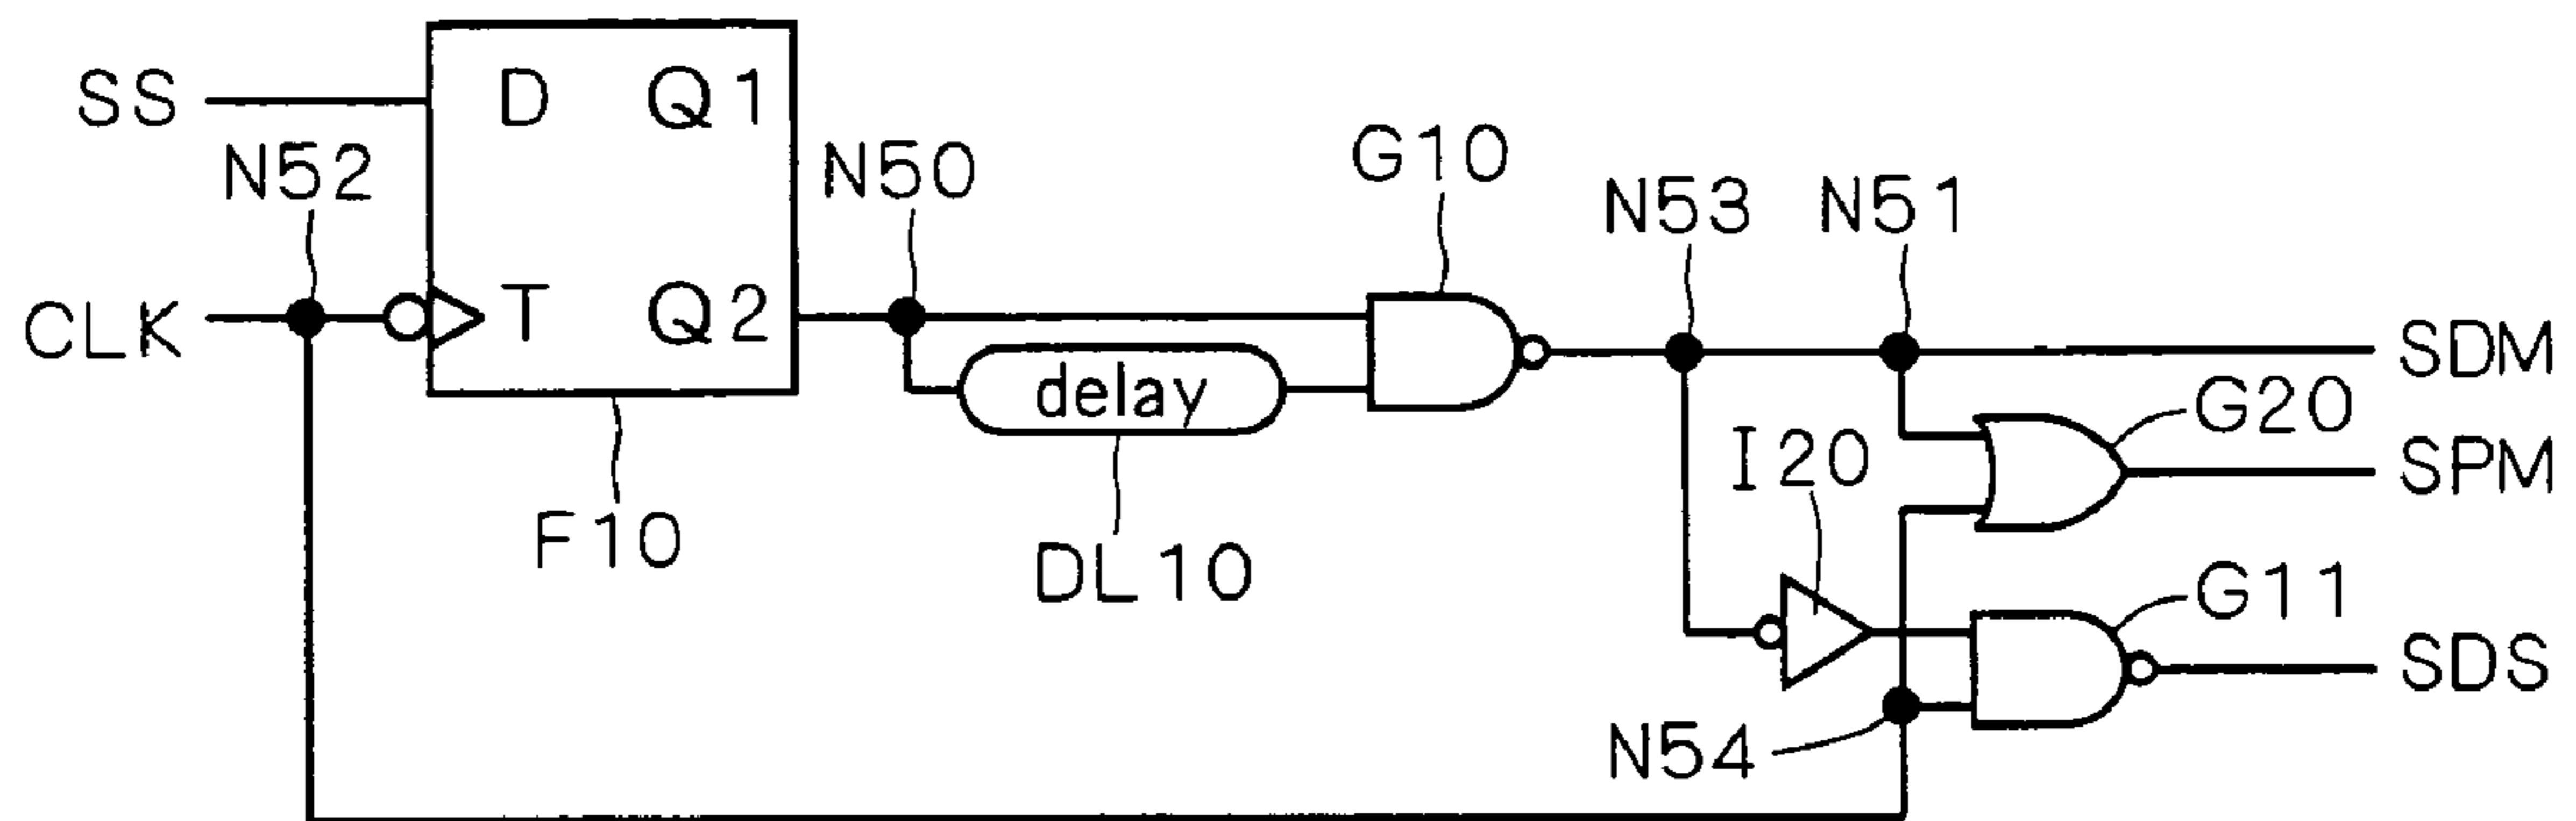 SS
D
Q1
N52
N50
G10
N53
N51
CLK
T
Q2
delay
SDM
G20
I20
SPM
F10
DL10
G11
SDS
N54